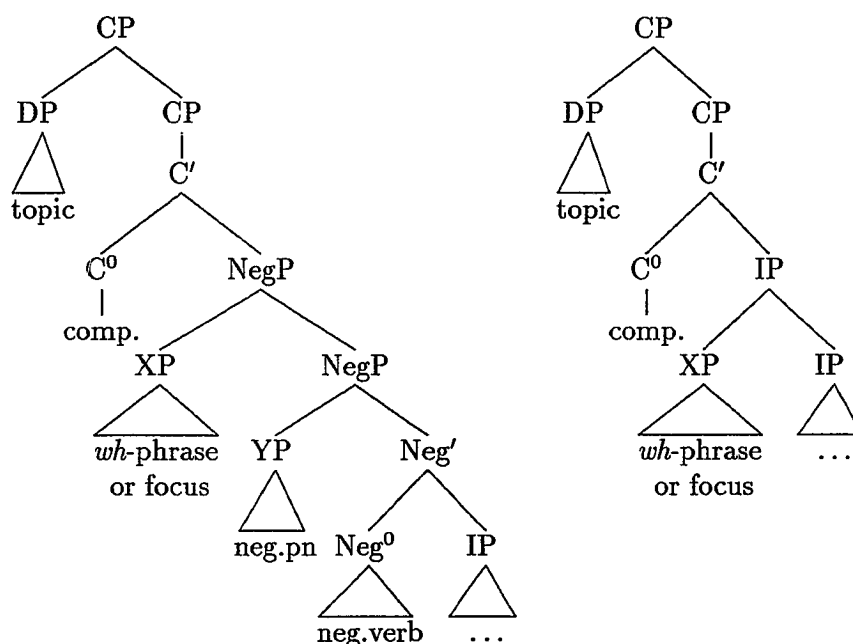 CP CP
DP CP DP CP
C′ C′
topic topic
C⁰ NegP C⁰ IP
comp. comp.
XP NegP XP IP
wh-phrase YP Neg′ wh-phrase ...
or focus or focus
neg.pn Neg⁰ IP
neg.verb ...